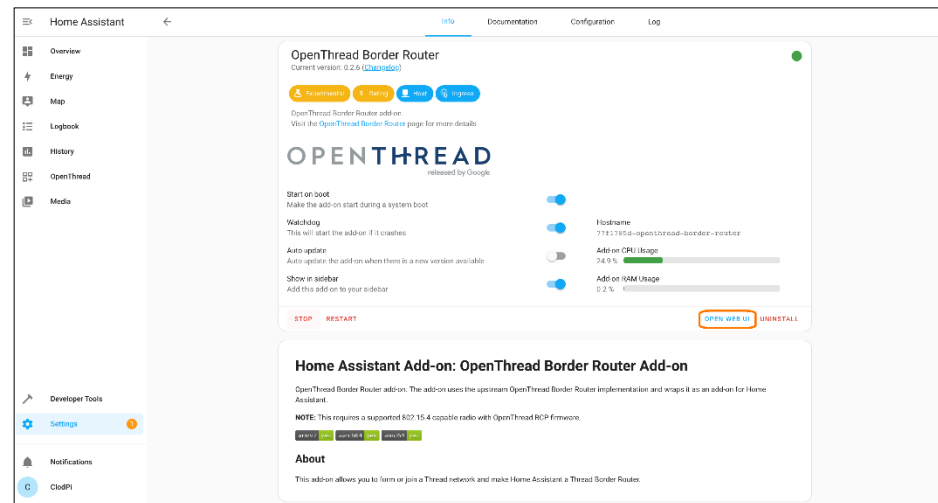 Home Assistant
Info
Documentation
Configuration
Log
Overview
Energy
Map
Logbook
History
OpenThread
Media
OpenThread Border Router
Current version: 0.2.6 (Changelog)
Experimental
Rating
Host
Ingress
OpenThread Border Router add-on.
Visit the OpenThread Border Router page for more details
OPENTHREAD
released by Google
Start on boot
Make the add-on start during a system boot
Watchdog
This will start the add-on if it crashes
Hostname
77f1785d-openthread-border-router
Auto update
Auto update the add-on when there is a new version available
Add-on CPU Usage
24.9 %
Show in sidebar
Add this add-on to your sidebar
Add-on RAM Usage
0.2 %
STOP
RESTART
OPEN WEB UI
UNINSTALL
Home Assistant Add-on: OpenThread Border Router Add-on
OpenThread Border Router add-on. The add-on uses the upstream OpenThread Border Router implementation and wraps it as an add-on for Home
Assistant.
NOTE: This requires a supported 802.15.4 capable radio with OpenThread RCP firmware.
About
This add-on allows you to form or join a Thread network and make Home Assistant a Thread Border Router.
Developer Tools
Settings
1
Notifications
C
ClodPi